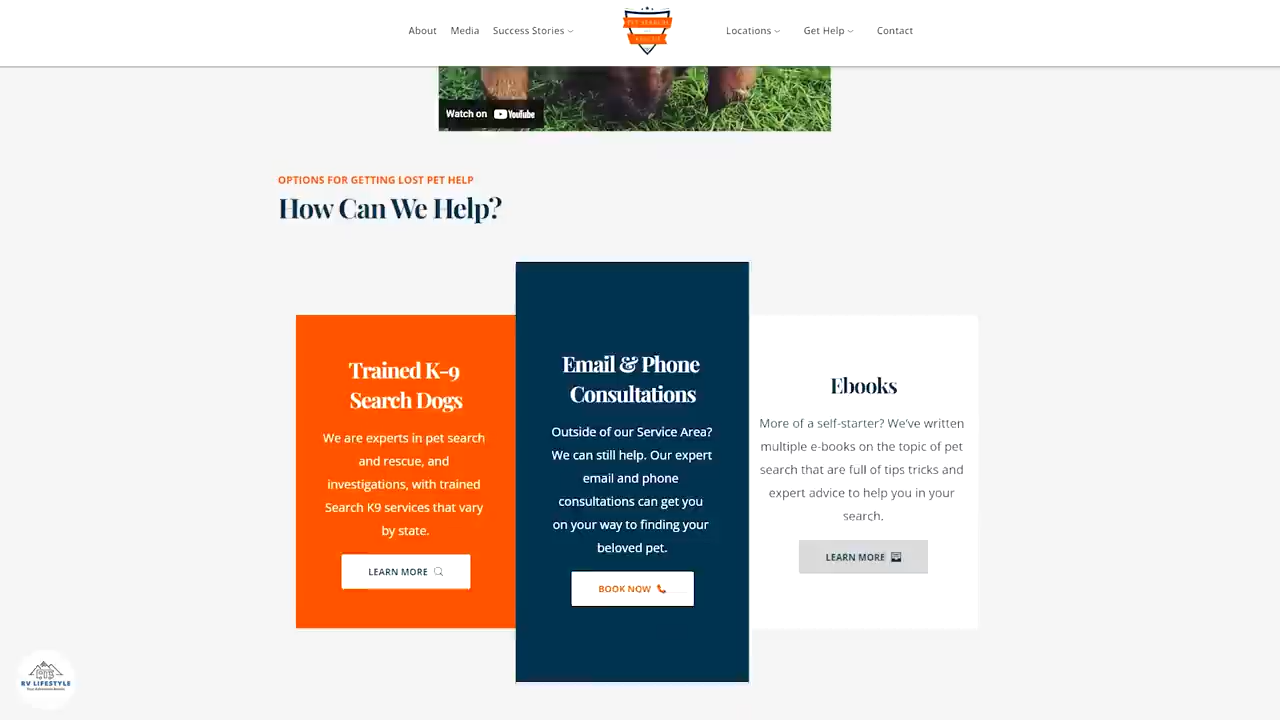 About Media Success Stories
PET SEARCH
Locations Get Help Contact
Watch on YouTube
OPTIONS FOR GETTING LOST PET HELP
How Can We Help?
Trained K-9
Search Dogs
We are experts in pet search
and rescue, and
investigations, with trained
Search K9 services that vary
by state.
LEARN MORE
Email & Phone
Consultations
Outside of our Service Area?
We can still help. Our expert
email and phone
consultations can get you
on your way to finding your
beloved pet.
BOOK NOW
Ebooks
More of a self-starter? We've written
multiple e-books on the topic of pet
search that are full of tips tricks and
expert advice to help you in your
search.
LEARN MORE
RV LIFESTYLE